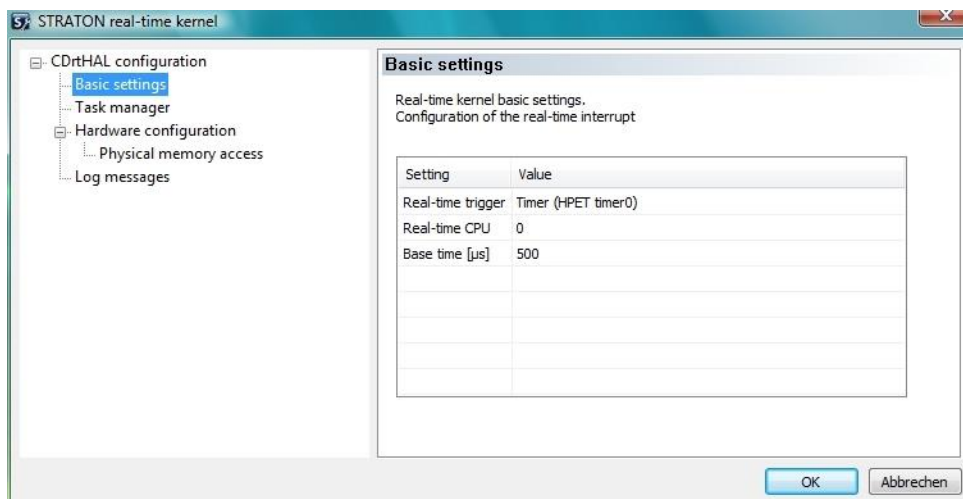 STRATON real-time kernel
CDrtHAL configuration
Basic settings
Task manager
Hardware configuration
Physical memory access
Log messages
Basic settings
Real-time kernel basic settings.
Configuration of the real-time interrupt
Setting Value
Real-time trigger Timer (HPET timer0)
Real-time CPU 0
Base time [µs] 500
OK Abbrechen